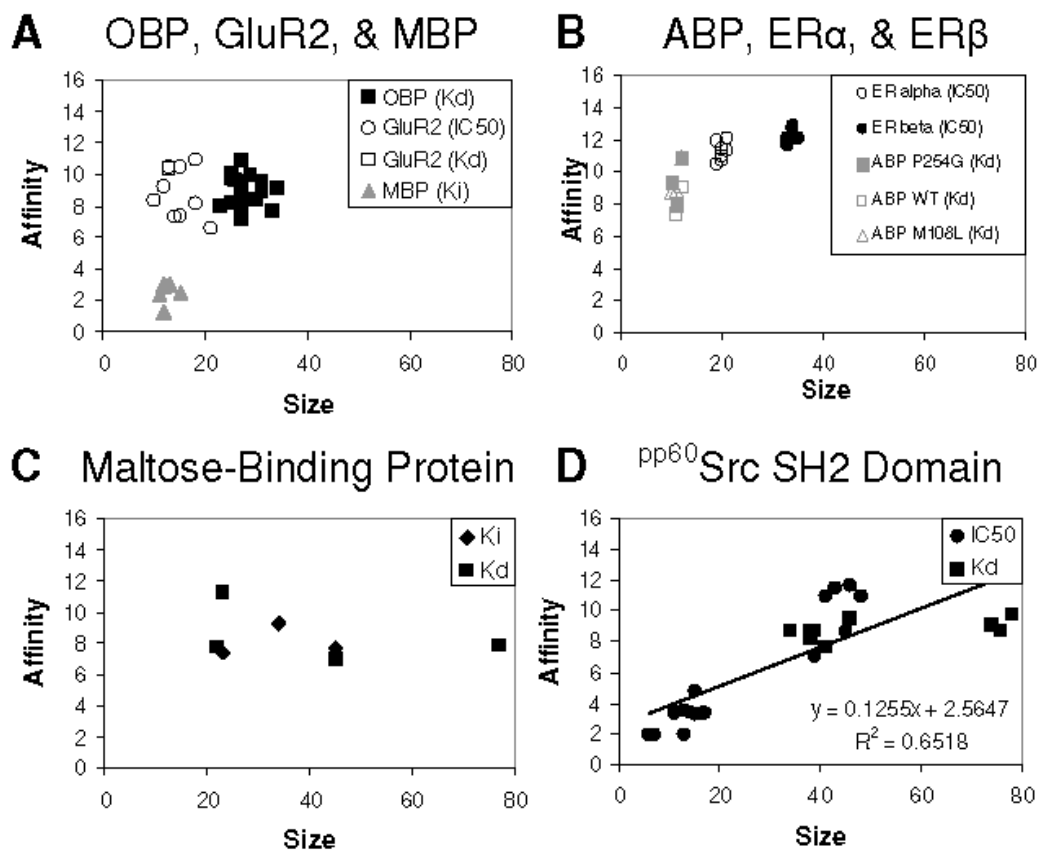 A OBP, GluR2, & MBP
16
14
12
10
8
6
4
2
0
Affinity
OBP (Kd)
GluR2 (IC50)
GluR2 (Kd)
MBP (Ki)
0 20 40 60 80
Size
B ABP, ERα, & ERβ
16
14
12
10
8
6
4
2
0
Affinity
ERalpha (IC50)
ERbeta (IC50)
ABP P254G (Kd)
ABP WT (Kd)
ABP M108L (Kd)
0 20 40 60 80
Size
C Maltose-Binding Protein
16
14
12
10
8
6
4
2
0
Affinity
Ki
Kd
0 20 40 60 80
Size
D pp60Src SH2 Domain
16
14
12
10
8
6
4
2
0
Affinity
IC50
Kd
y = 0.1255x + 2.5647
R² = 0.6518
0 20 40 60 80
Size